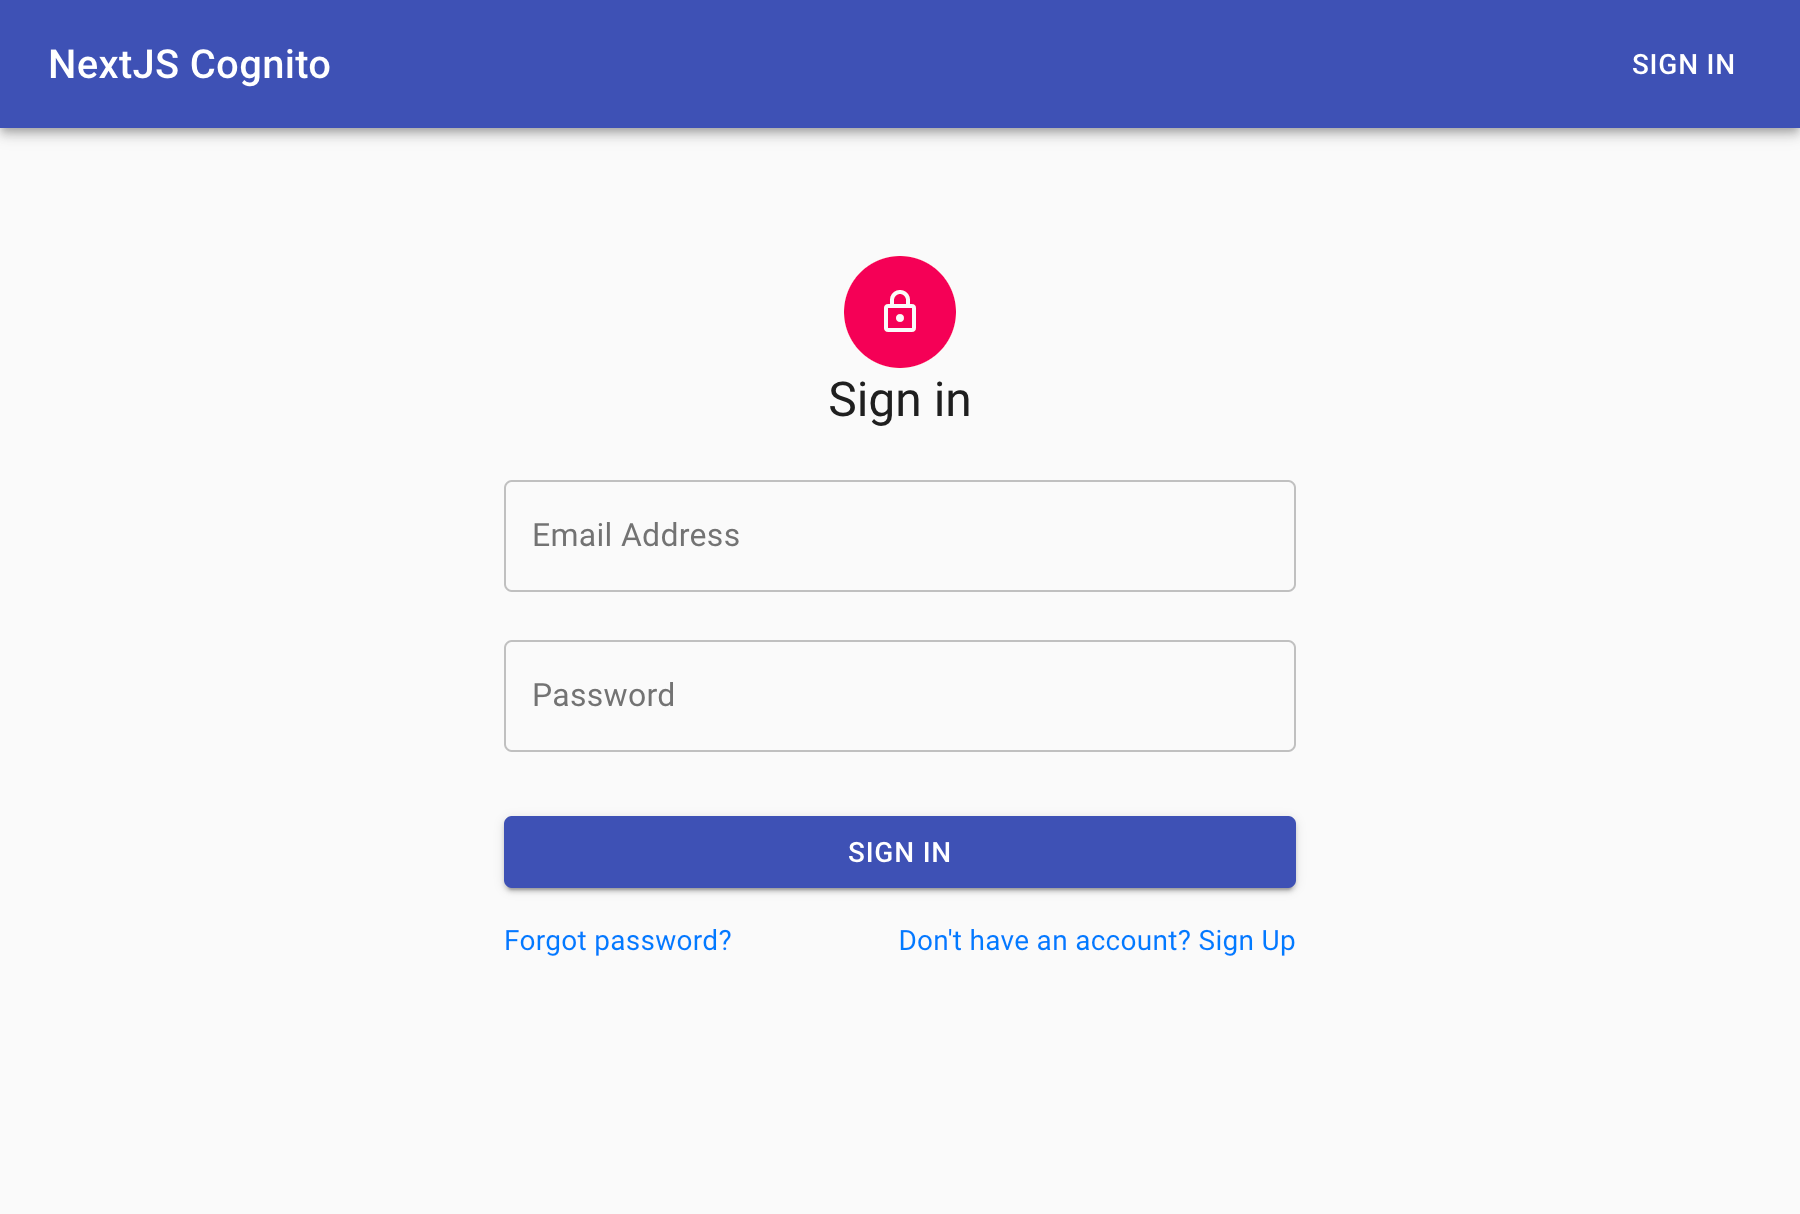 NextJS Cognito
SIGN IN
Sign in
Email Address
Password
SIGN IN
Forgot password?
Don't have an account? Sign Up